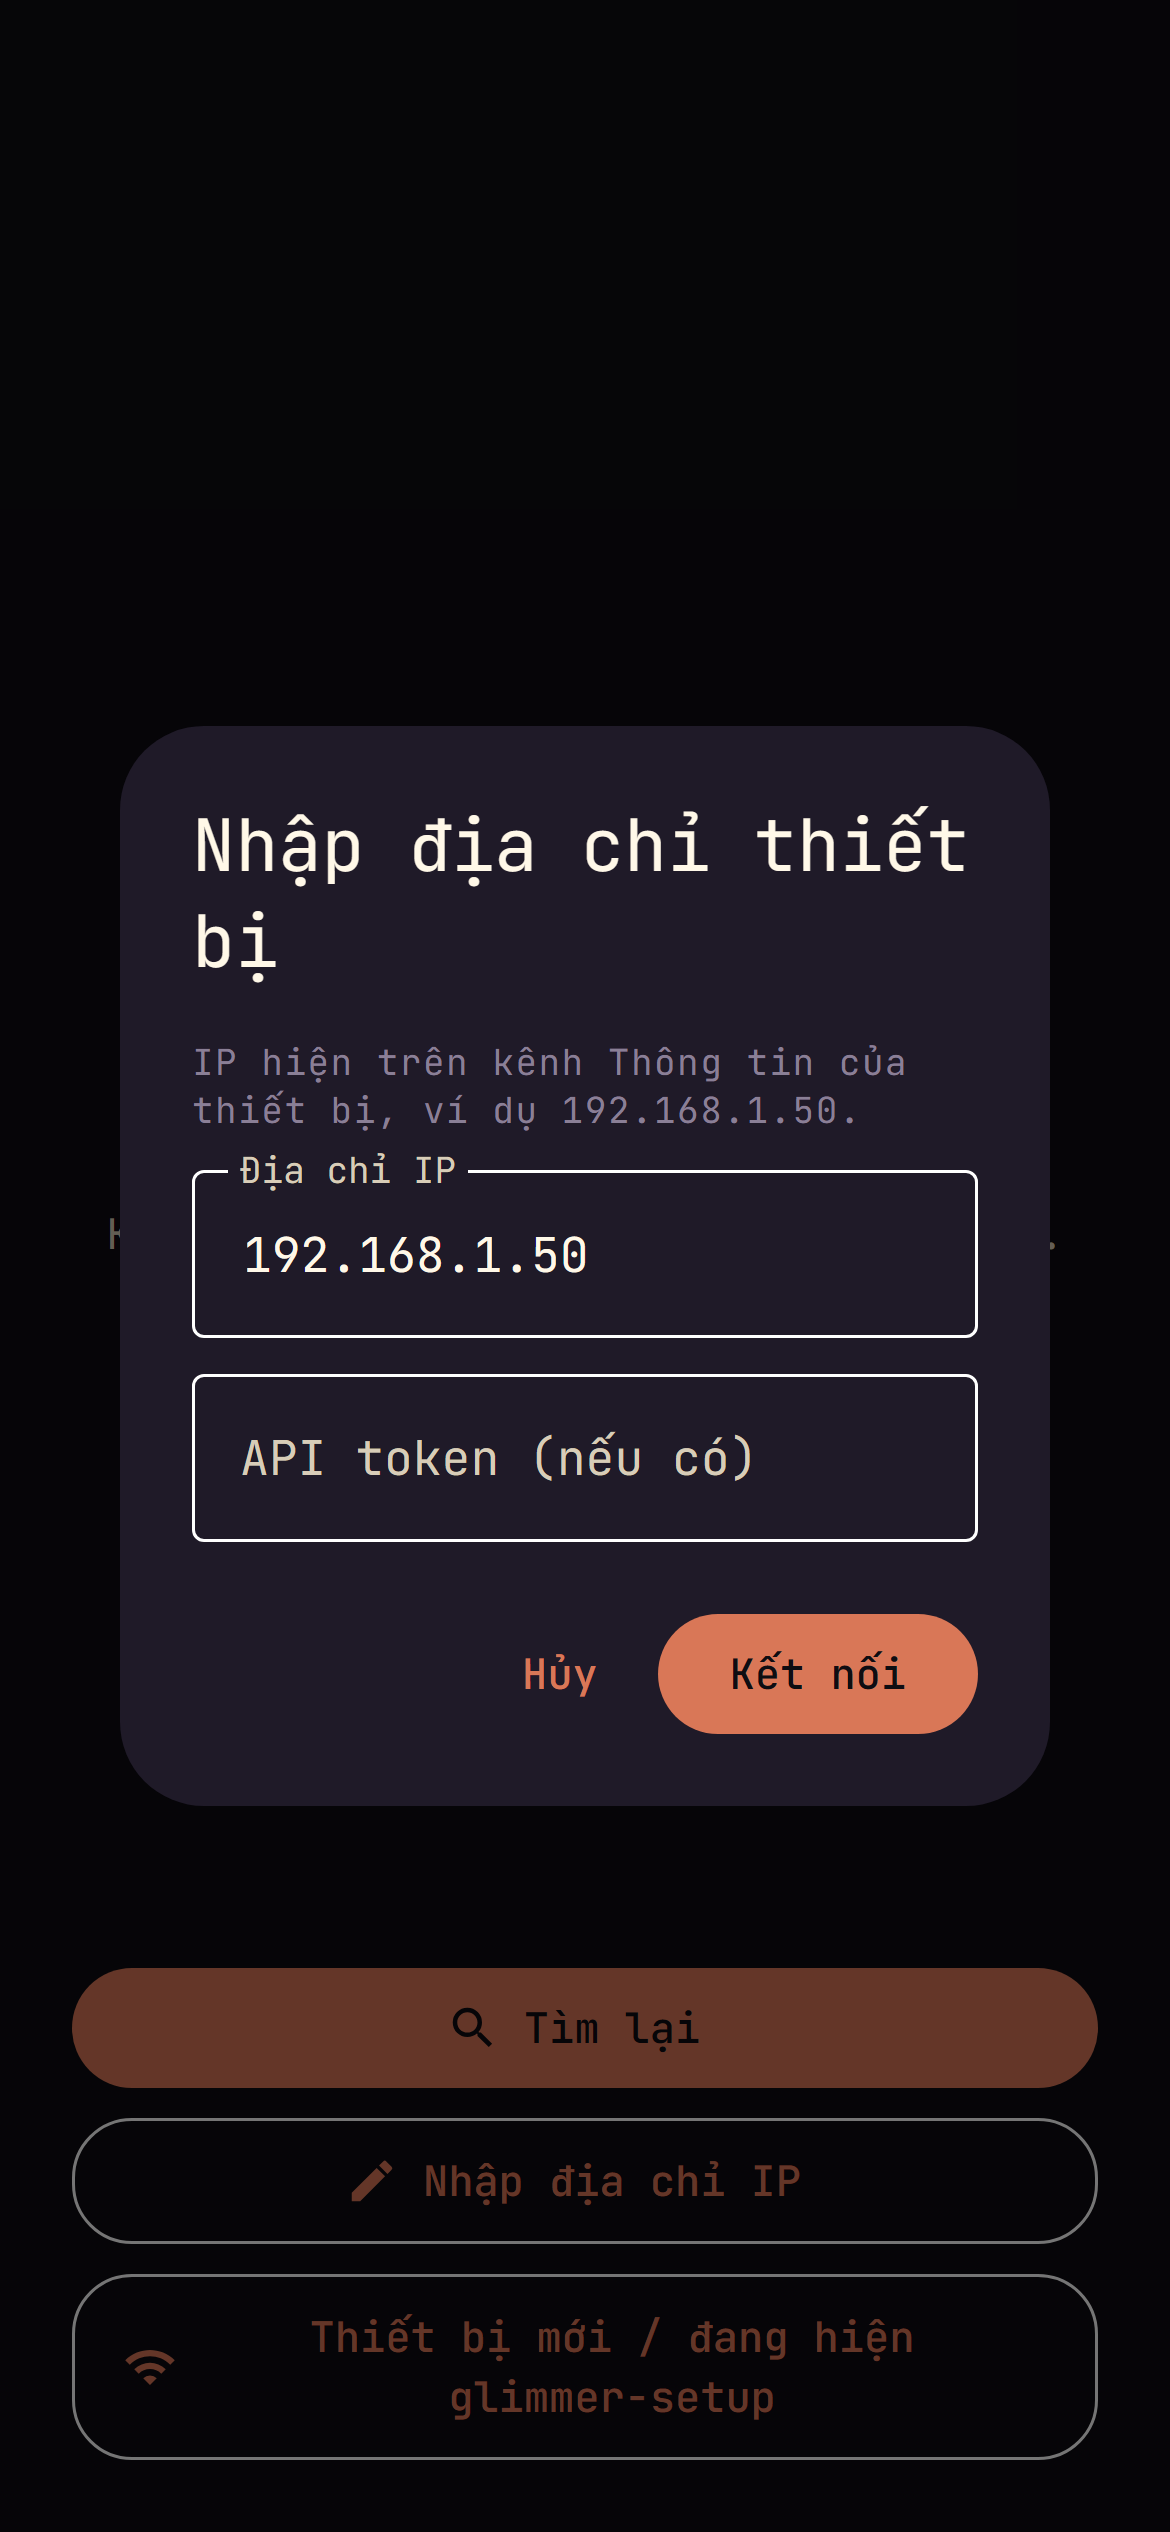 Nhập địa chỉ thiết
bị
IP hiện trên kênh Thông tin của
thiết bị, ví dụ 192.168.1.50.
Địa chỉ IP
192.168.1.50
API token (nếu có)
Hủy
Kết nối
Tìm lại
Nhập địa chỉ IP
Thiết bị mới / đang hiện
glimmer-setup